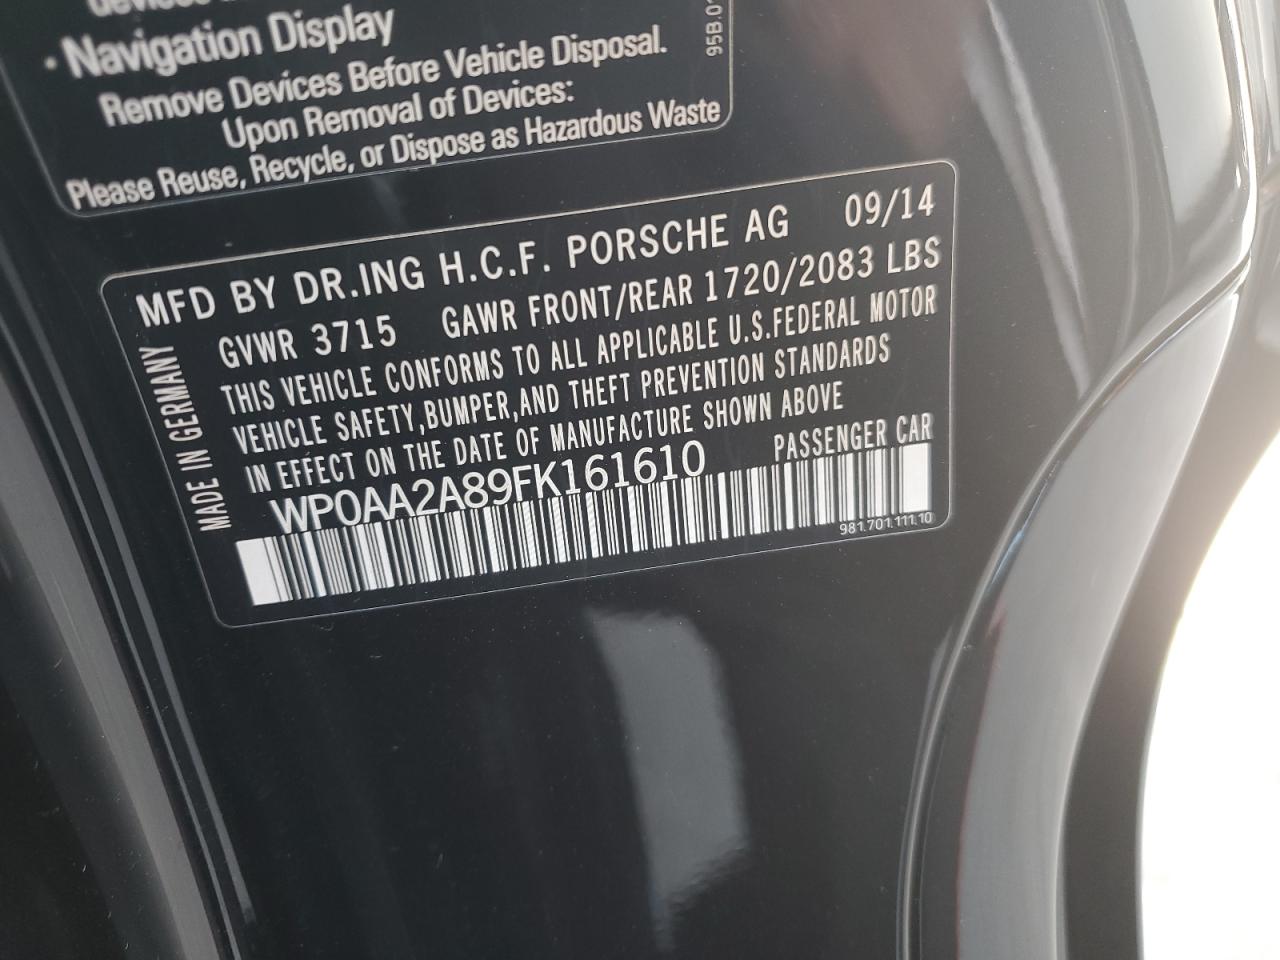 · Navigation Display
Remove Devices Before Vehicle Disposal.
Upon Removal of Devices:
Please Reuse, Recycle, or Dispose as Hazardous Waste
MFD BY DR.ING H.C.F. PORSCHE AG 09/14
GVWR 3715 GAWR FRONT/REAR 1720/2083 LBS
THIS VEHICLE CONFORMS TO ALL APPLICABLE U.S.FEDERAL MOTOR
VEHICLE SAFETY,BUMPER,AND THEFT PREVENTION STANDARDS
IN EFFECT ON THE DATE OF MANUFACTURE SHOWN ABOVE
MADE IN GERMANY
WP0AA2A89FK161610 PASSENGER CAR
981.701.111.10